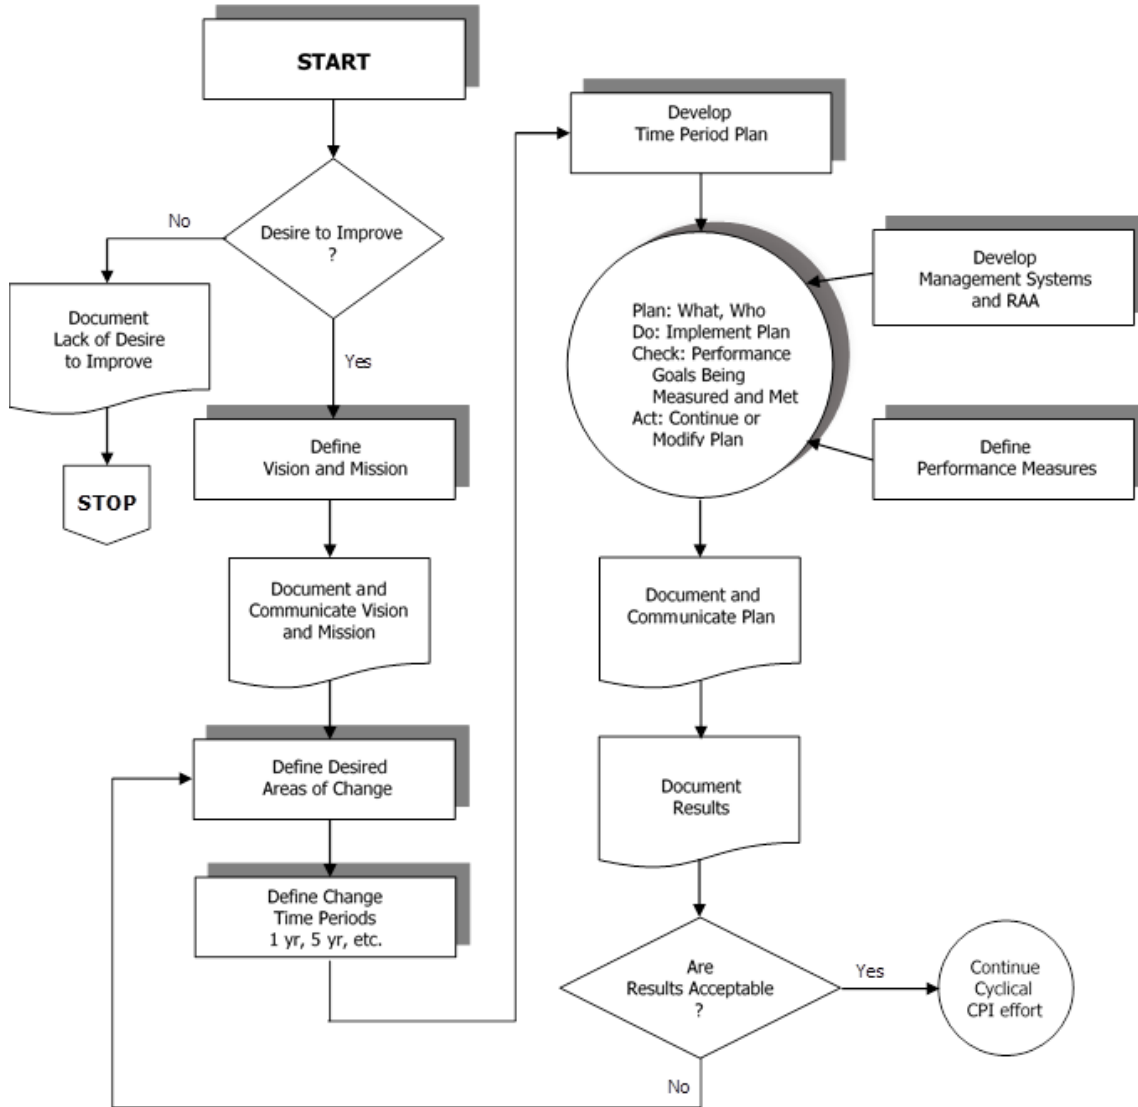 START
Desire to Improve
?
No
Document
Lack of Desire
to Improve
STOP
Yes
Define
Vision and Mission
Document and
Communicate Vision
and Mission
Define Desired
Areas of Change
Define Change
Time Periods
1 yr, 5 yr, etc.
Develop
Time Period Plan
Plan: What, Who
Do: Implement Plan
Check: Performance
Goals Being
Measured and Met
Act: Continue or
Modify Plan
Develop
Management Systems
and RAA
Define
Performance Measures
Document and
Communicate Plan
Document
Results
Are
Results Acceptable
?
Yes
Continue
Cyclical
CPI effort
No